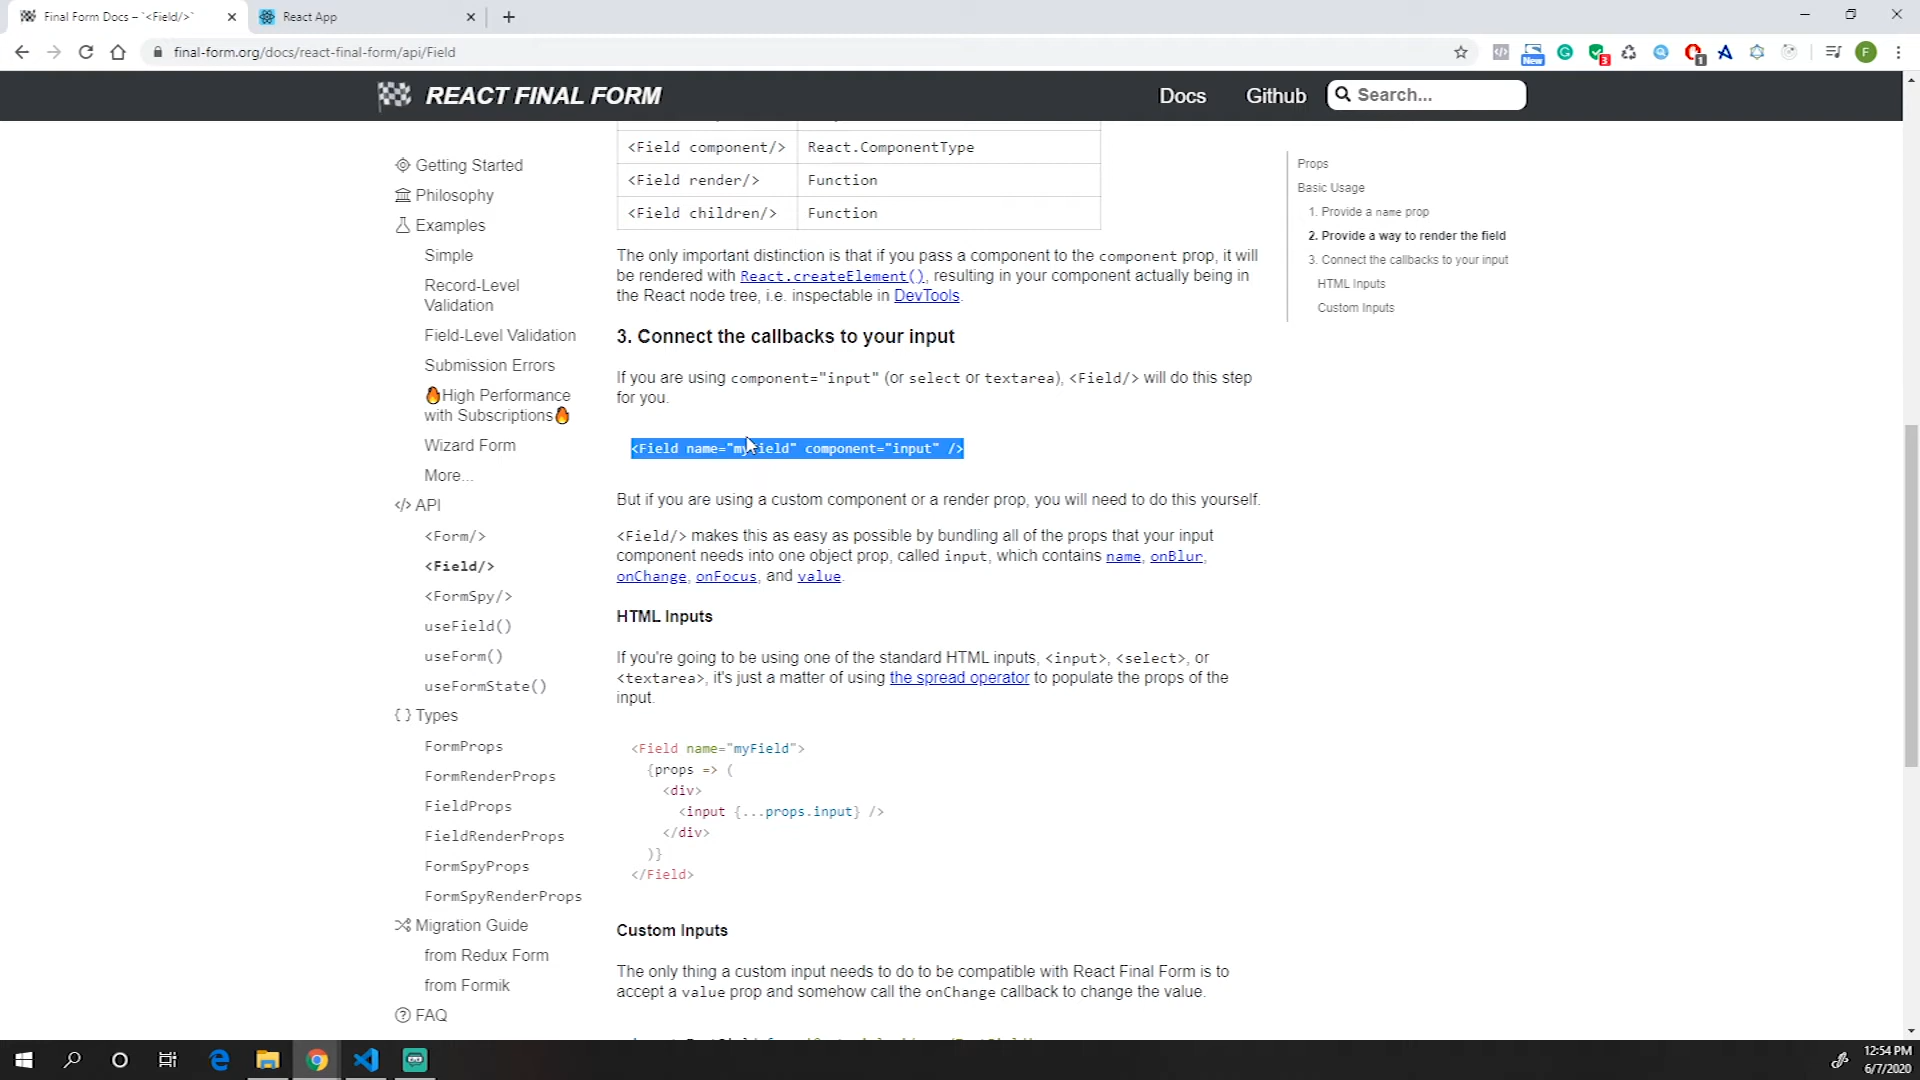 Final Form Docs – `<Field/>`
React App
final-form.org/docs/react-final-form/api/Field
New
3
1
F
REACT FINAL FORM
Docs
Github
Search...
Getting Started
Philosophy
Examples
Simple
Record-Level
Validation
Field-Level Validation
Submission Errors
🔥High Performance
with Subscriptions🔥
Wizard Form
More...
</> API
<Form/>
<Field/>
<FormSpy/>
useField()
useForm()
useFormState()
{ } Types
FormProps
FormRenderProps
FieldProps
FieldRenderProps
FormSpyProps
FormSpyRenderProps
Migration Guide
from Redux Form
from Formik
FAQ
<Field component/> React.ComponentType
<Field render/> Function
<Field children/> Function
The only important distinction is that if you pass a component to the component prop, it will
be rendered with React.createElement(), resulting in your component actually being in
the React node tree, i.e. inspectable in DevTools.
3. Connect the callbacks to your input
If you are using component="input" (or select or textarea), <Field/> will do this step
for you.
<Field name="myField" component="input" />
But if you are using a custom component or a render prop, you will need to do this yourself.
<Field/> makes this as easy as possible by bundling all of the props that your input
component needs into one object prop, called input, which contains name, onBlur,
onChange, onFocus, and value.
HTML Inputs
If you're going to be using one of the standard HTML inputs, <input>, <select>, or
<textarea>, it's just a matter of using the spread operator to populate the props of the
input.
<Field name="myField">
{props => (
<div>
<input {...props.input} />
</div>
)}
</Field>
Custom Inputs
The only thing a custom input needs to do to be compatible with React Final Form is to
accept a value prop and somehow call the onChange callback to change the value.
Props
Basic Usage
1. Provide a name prop
2. Provide a way to render the field
3. Connect the callbacks to your input
HTML Inputs
Custom Inputs
12:54 PM
6/7/2020